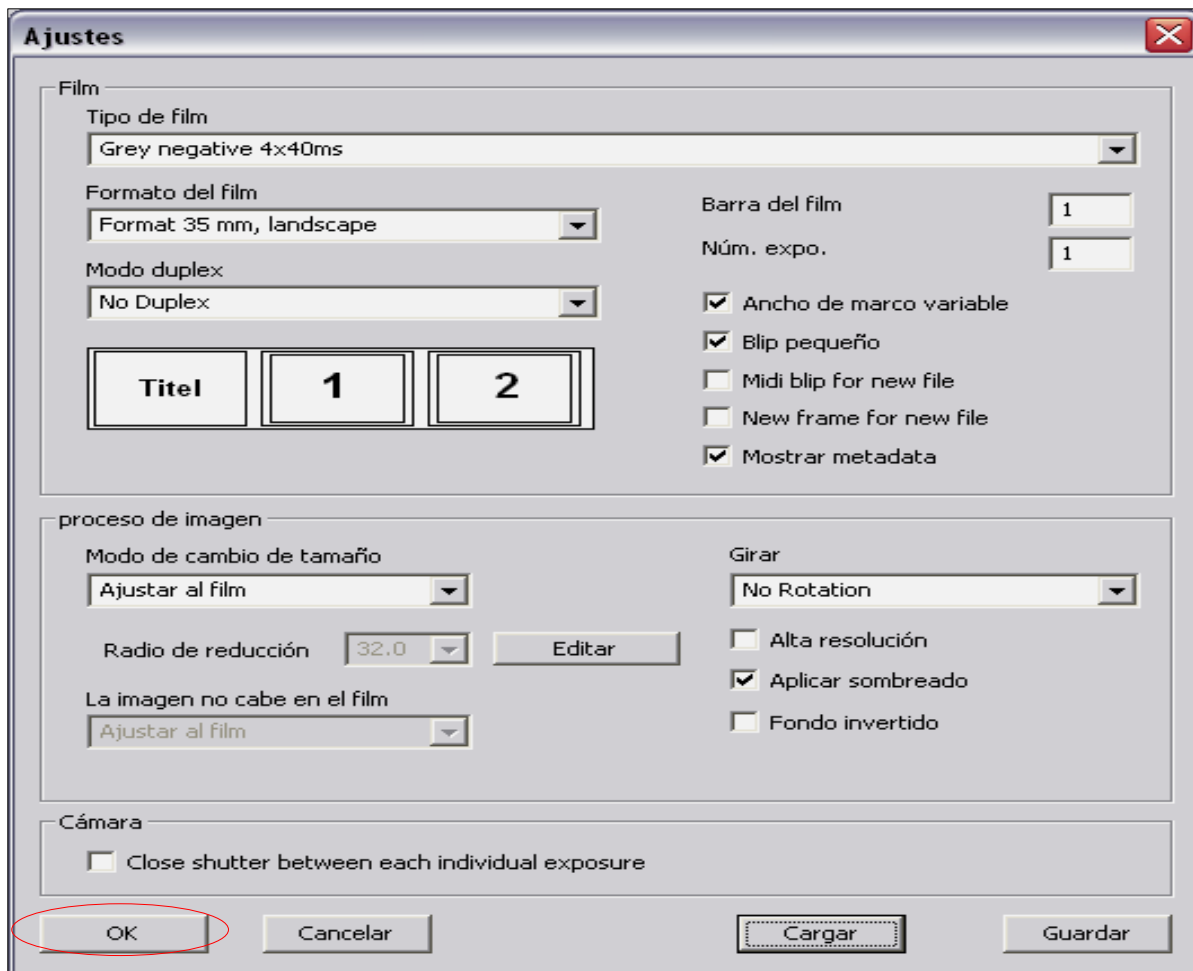 Ajustes
Film
Tipo de film
Grey negative 4x40ms
Formato del film
Format 35 mm, landscape
Barra del film
1
Núm. expo.
1
Modo duplex
No Duplex
Ancho de marco variable
Blip pequeño
Midi blip for new file
New frame for new file
Mostrar metadata
Titel
1
2
proceso de imagen
Modo de cambio de tamaño
Ajustar al film
Girar
No Rotation
Radio de reducción
32.0
Editar
Alta resolución
Aplicar sombreado
Fondo invertido
La imagen no cabe en el film
Ajustar al film
Cámara
Close shutter between each individual exposure
OK
Cancelar
Cargar
Guardar